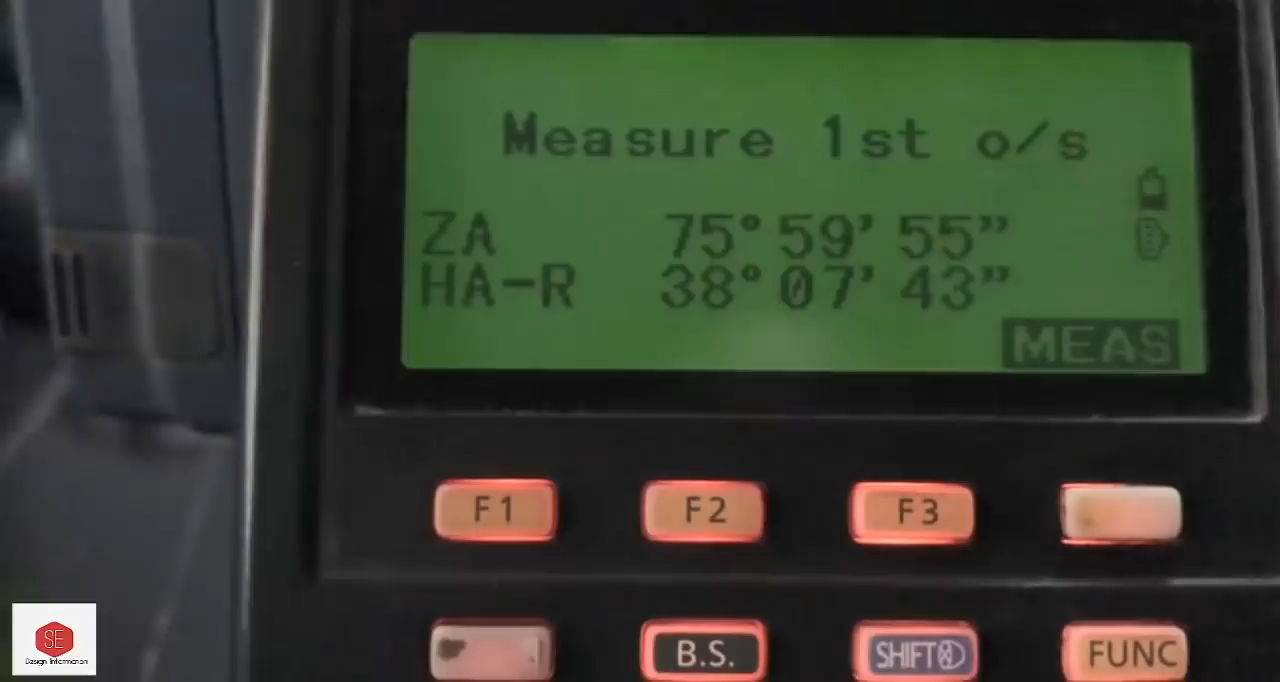 Measure 1st o/s
ZA 75° 59' 55"
HA-R 38° 07' 43"
MEAS
F1 F2 F3
B.S. SHIFT FUNC
SE
Design Information